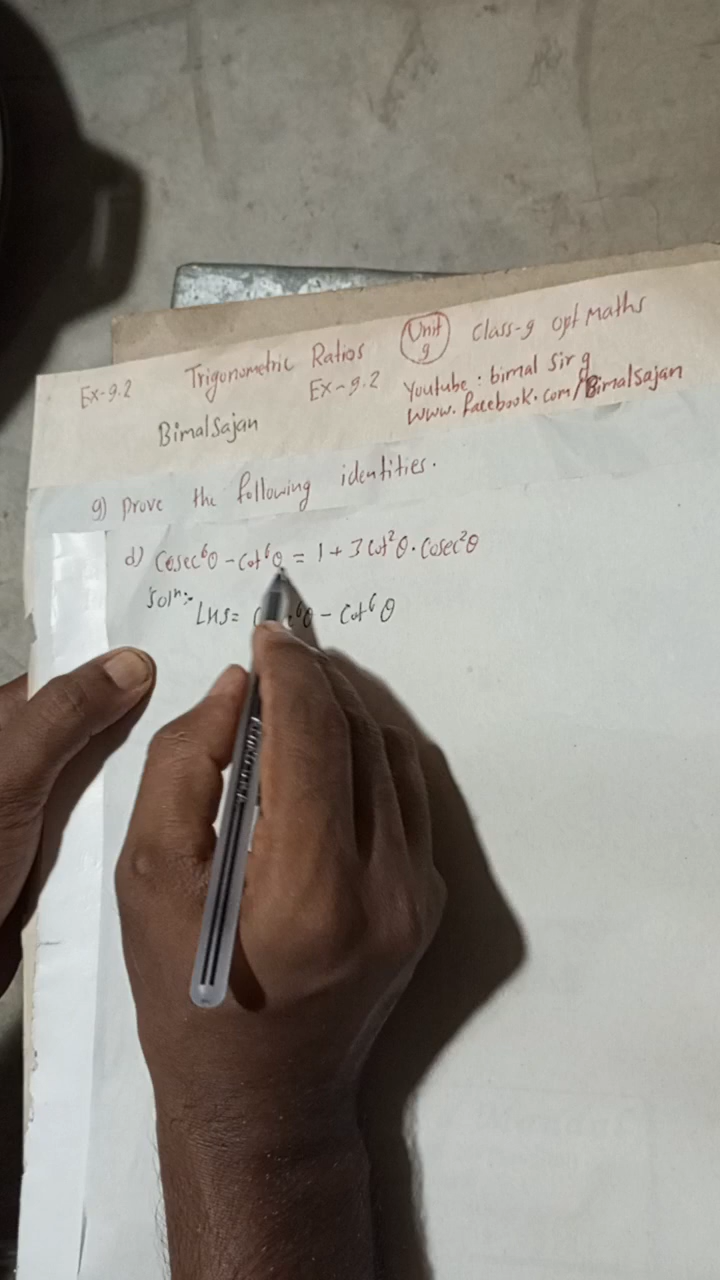 Ex-9.2 Trigonometric Ratios Ex-9.2 Unit 9 Class-9 Opt Maths
BimalSajan Youtube: bimal Sir g
www.facebook.com/BimalSajan
9) Prove the following identities.
d) Cosec⁶θ - Cot⁶θ = 1 + 3 Cot²θ. Cosec²θ
Solⁿ:-
LHS = ⁶θ - Cot⁶θ